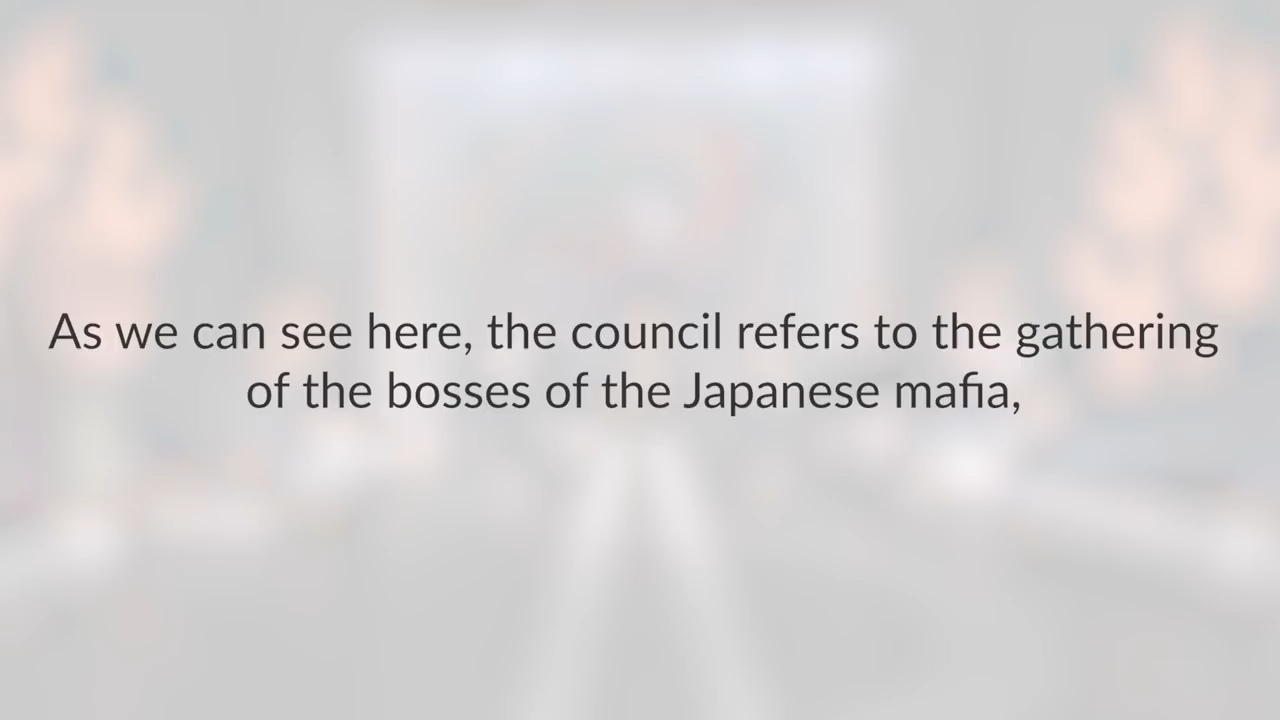 As we can see here, the council refers to the gathering
of the bosses of the Japanese mafia,